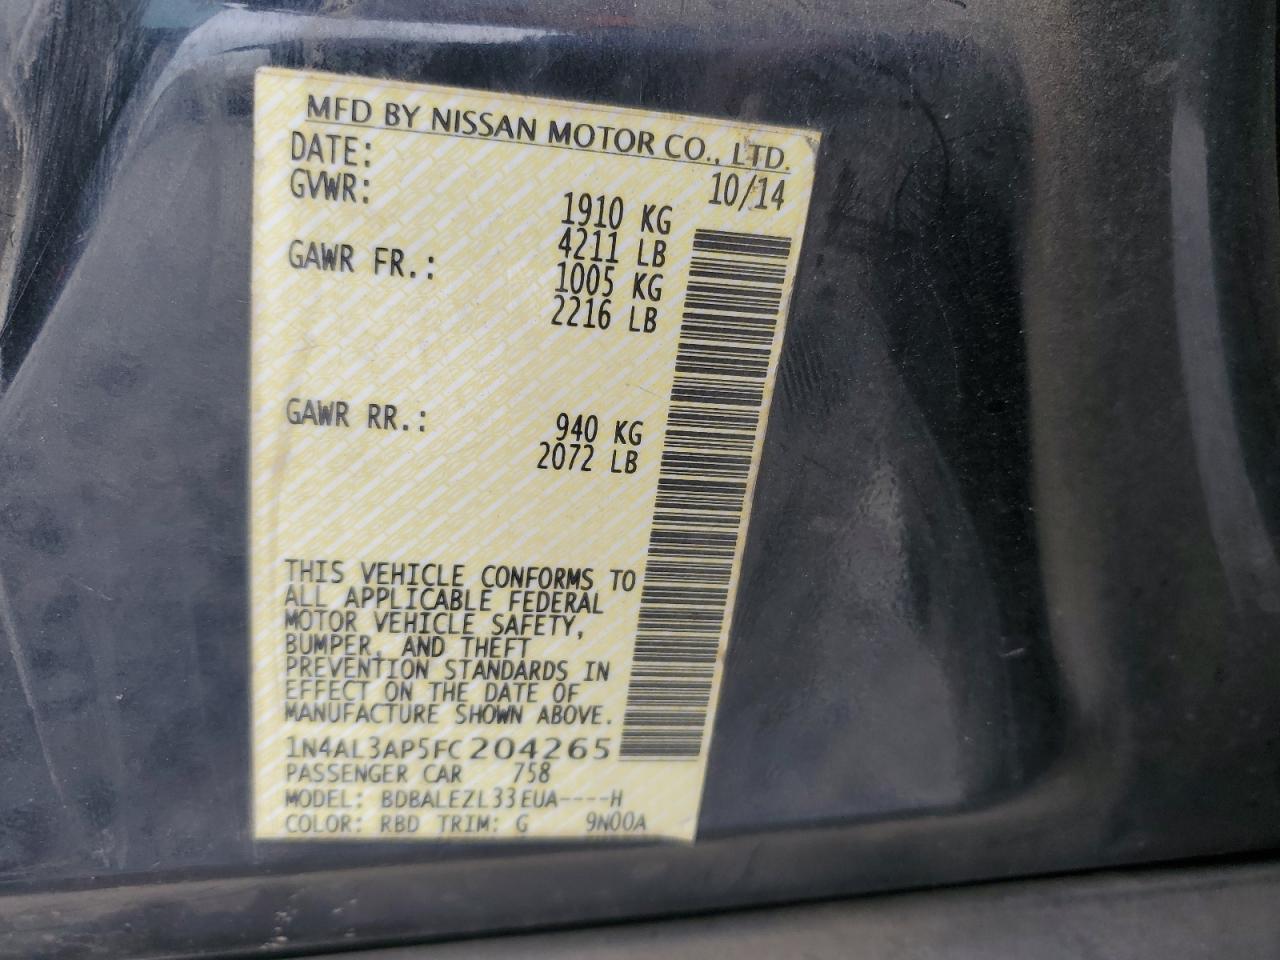 MFD BY NISSAN MOTOR CO., LTD.
DATE: 10/14
GVWR: 1910 KG
4211 LB
GAWR FR.: 1005 KG
2216 LB
GAWR RR.: 940 KG
2072 LB
THIS VEHICLE CONFORMS TO
ALL APPLICABLE FEDERAL
MOTOR VEHICLE SAFETY,
BUMPER, AND THEFT
PREVENTION STANDARDS IN
EFFECT ON THE DATE OF
MANUFACTURE SHOWN ABOVE.
1N4AL3AP5FC204265
PASSENGER CAR 758
MODEL: BDBALEZL33EUA----H
COLOR: RBD TRIM: G 9N00A